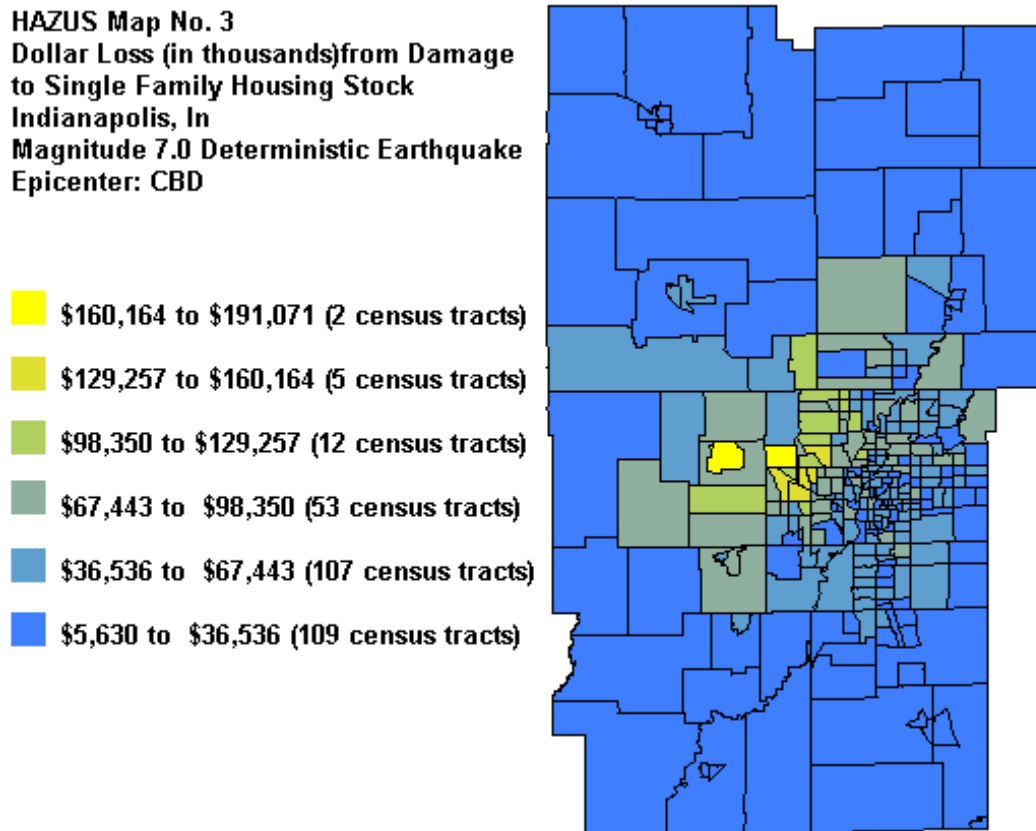 HAZUS Map No. 3
Dollar Loss (in thousands)from Damage
to Single Family Housing Stock
Indianapolis, In
Magnitude 7.0 Deterministic Earthquake
Epicenter: CBD
$160,164 to $191,071 (2 census tracts)
$129,257 to $160,164 (5 census tracts)
$98,350 to $129,257 (12 census tracts)
$67,443 to $98,350 (53 census tracts)
$36,536 to $67,443 (107 census tracts)
$5,630 to $36,536 (109 census tracts)